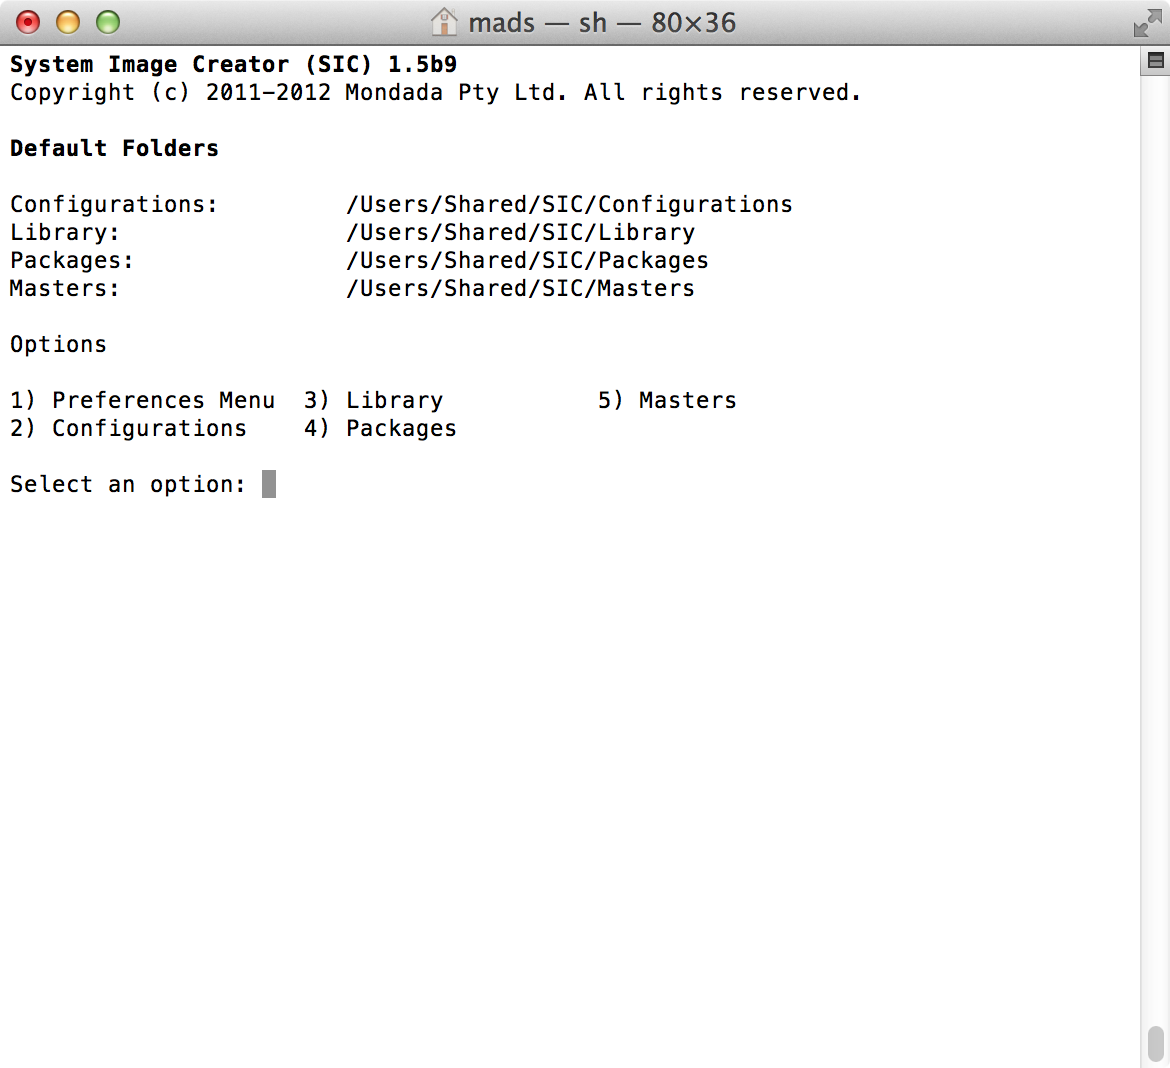 mads — sh — 80×36
System Image Creator (SIC) 1.5b9
Copyright (c) 2011–2012 Mondada Pty Ltd. All rights reserved.
Default Folders
Configurations: /Users/Shared/SIC/Configurations
Library: /Users/Shared/SIC/Library
Packages: /Users/Shared/SIC/Packages
Masters: /Users/Shared/SIC/Masters
Options
1) Preferences Menu 3) Library 5) Masters
2) Configurations 4) Packages
Select an option: